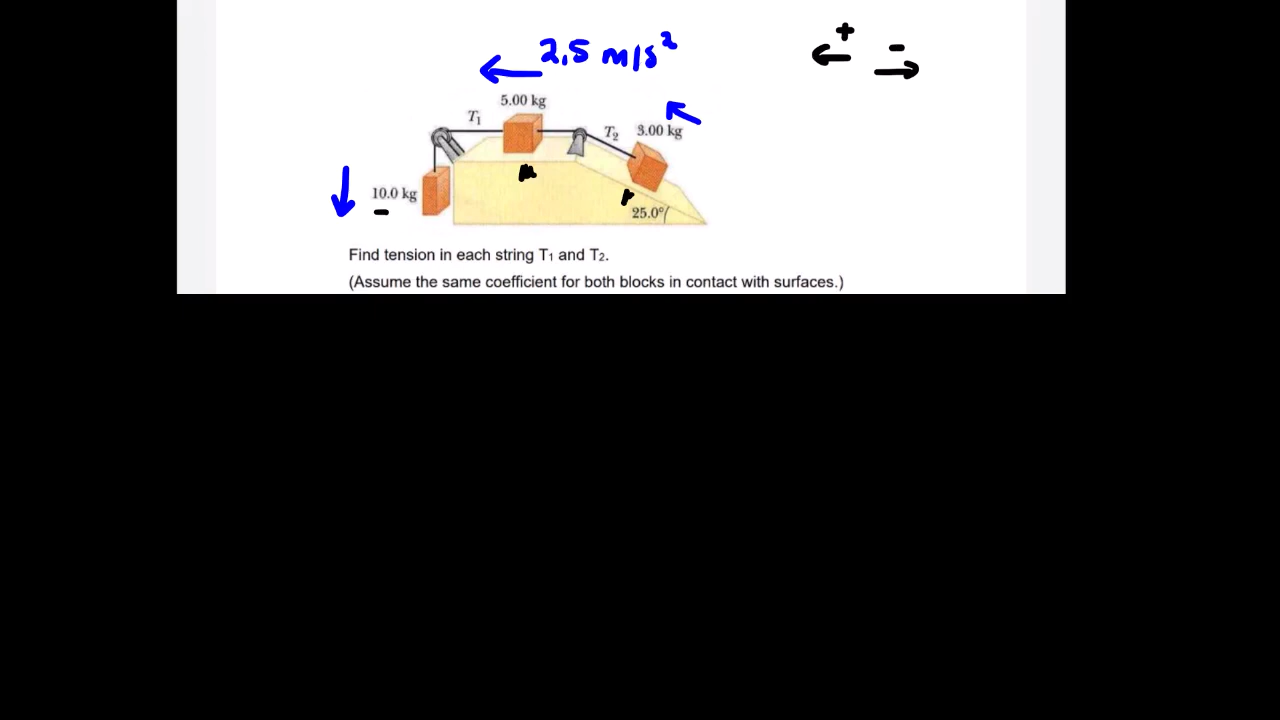 +
2.5 m/s²
-
5.00 kg
T₁
T₂ 3.00 kg
10.0 kg
-
μ
25.0°
Find tension in each string T₁ and T₂.
(Assume the same coefficient for both blocks in contact with surfaces.)